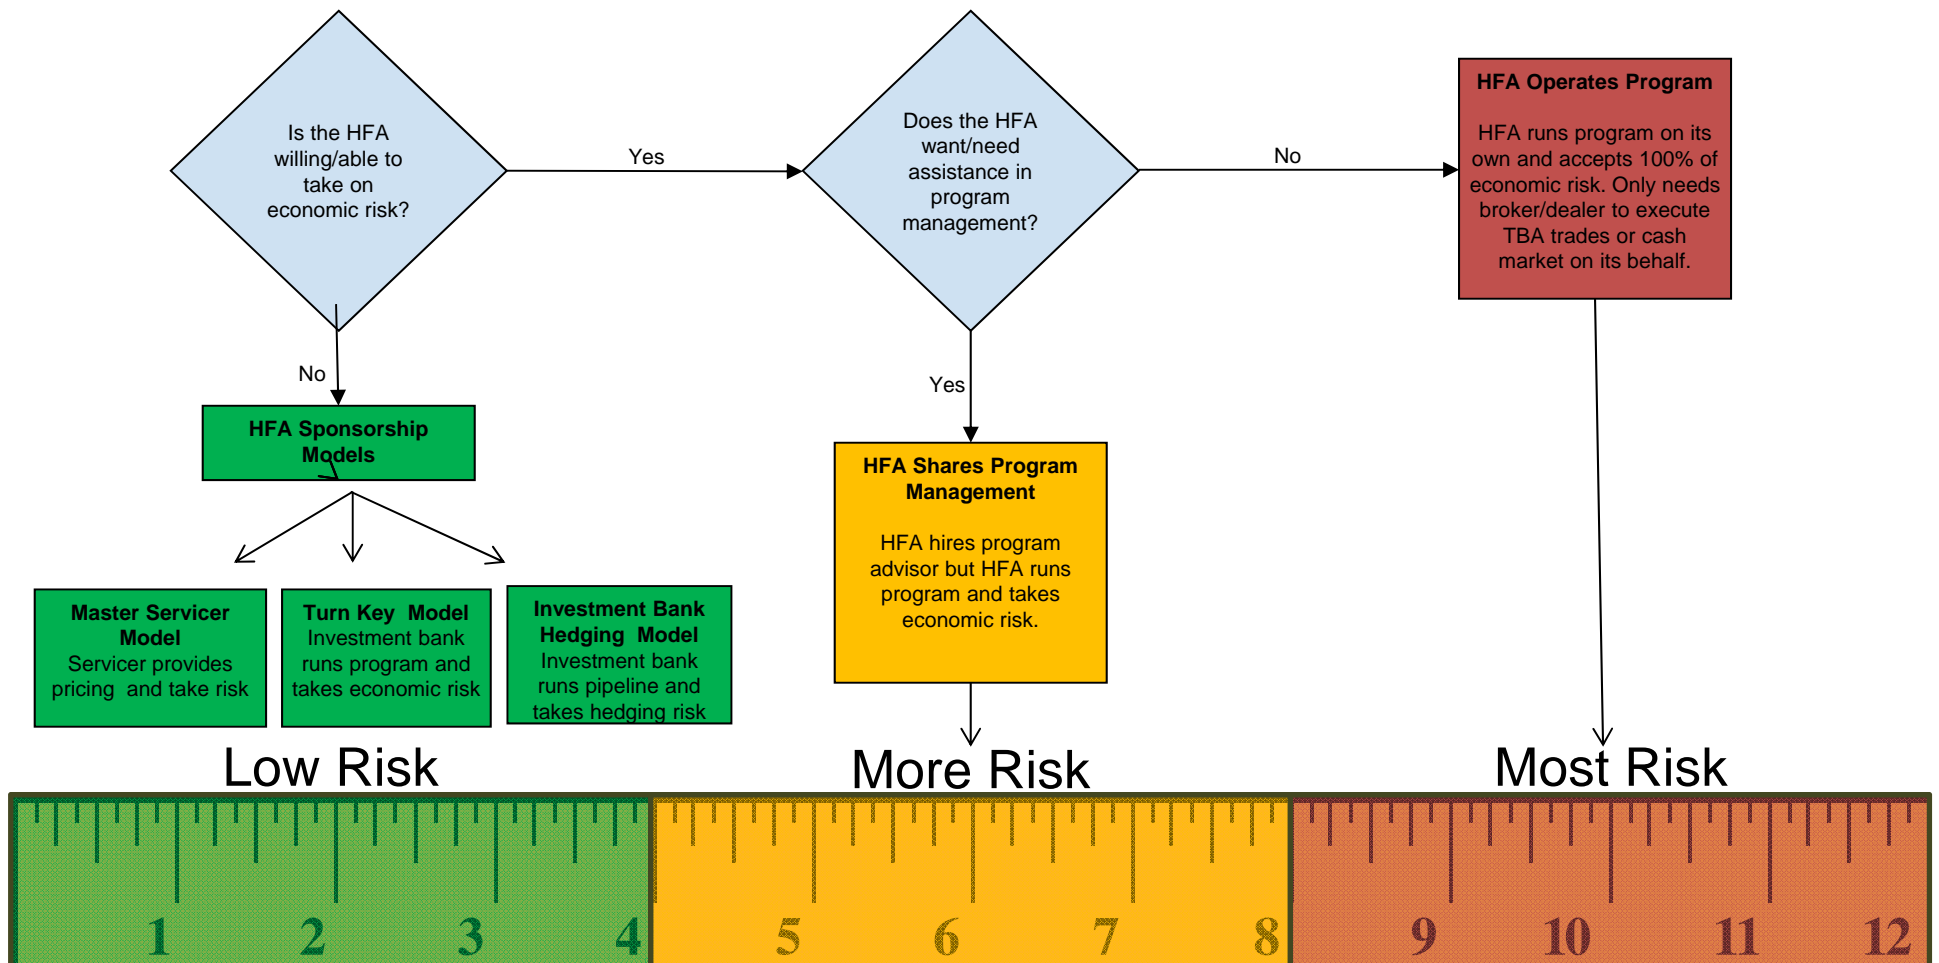 Is the HFA
willing/able to
take on
economic risk?
Yes
Does the HFA
want/need
assistance in
program
management?
No
HFA Operates Program
HFA runs program on its
own and accepts 100% of
economic risk. Only needs
broker/dealer to execute
TBA trades or cash
market on its behalf.
No
HFA Sponsorship
Models
Yes
HFA Shares Program
Management
HFA hires program
advisor but HFA runs
program and takes
economic risk.
Master Servicer
Model
Servicer provides
pricing and take risk
Turn Key Model
Investment bank
runs program and
takes economic risk
Investment Bank
Hedging Model
Investment bank
runs pipeline and
takes hedging risk
Low Risk
More Risk
Most Risk
1 2 3 4 5 6 7 8 9 10 11 12